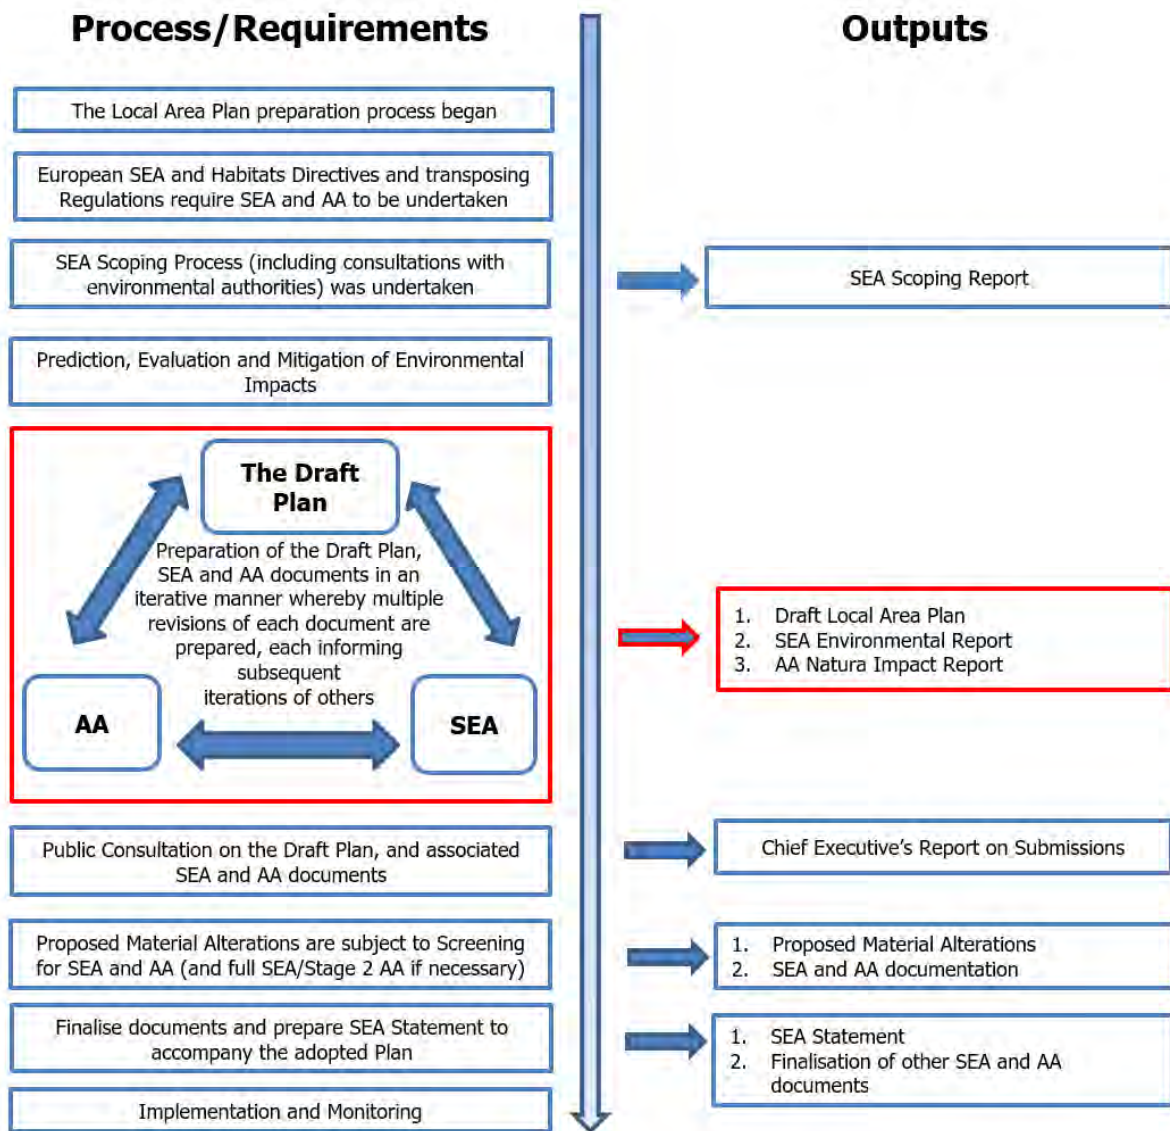 Process/Requirements
Outputs
The Local Area Plan preparation process began
European SEA and Habitats Directives and transposing
Regulations require SEA and AA to be undertaken
SEA Scoping Process (including consultations with
environmental authorities) was undertaken
SEA Scoping Report
Prediction, Evaluation and Mitigation of Environmental
Impacts
The Draft
Plan
Preparation of the Draft Plan,
SEA and AA documents in an
iterative manner whereby multiple
revisions of each document are
prepared, each informing
subsequent
iterations of others
AA
SEA
1. Draft Local Area Plan
2. SEA Environmental Report
3. AA Natura Impact Report
Public Consultation on the Draft Plan, and associated
SEA and AA documents
Chief Executive's Report on Submissions
Proposed Material Alterations are subject to Screening
for SEA and AA (and full SEA/Stage 2 AA if necessary)
1. Proposed Material Alterations
2. SEA and AA documentation
Finalise documents and prepare SEA Statement to
accompany the adopted Plan
1. SEA Statement
2. Finalisation of other SEA and AA
documents
Implementation and Monitoring